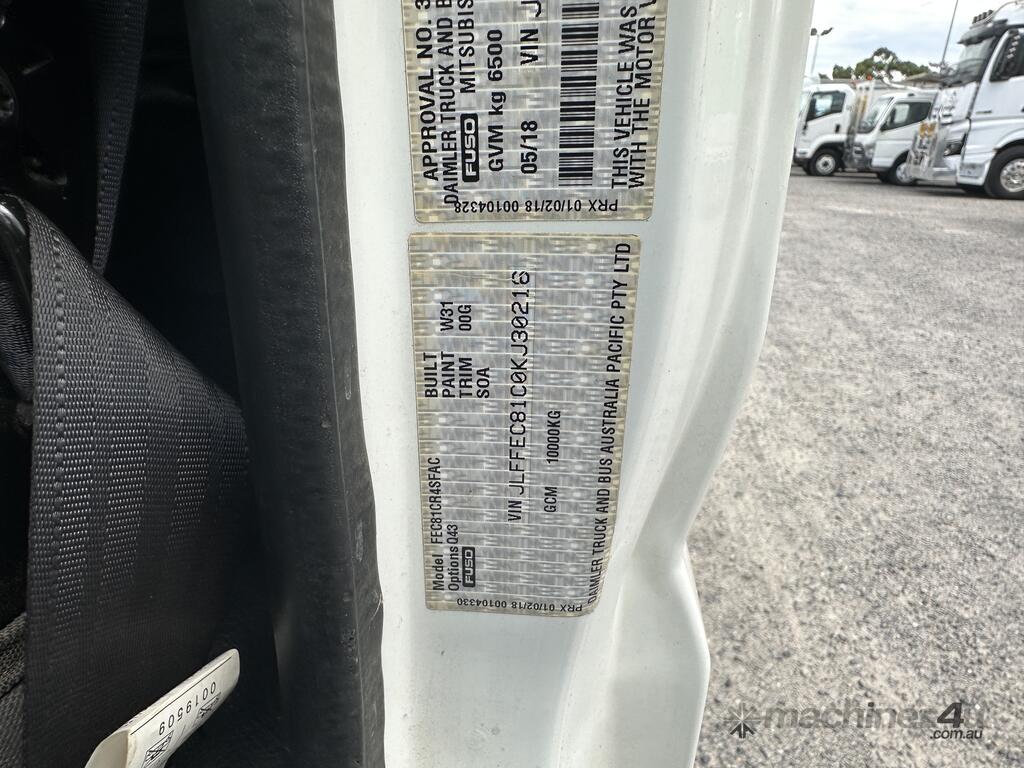 APPROVAL NO. 3
DAIMLER TRUCK AND B
FUSO MITSUBIS
GVM kg 6500
05/18 VIN J
THIS VEHICLE WAS
WITH THE MOTOR V
PRX 01/02/18 00104328
Model FEC81CR4SFAC
Options Q43
FUSO
BUILT
PAINT W31
TRIM 00G
SOA
VIN JLFFEC81C0KJ30216
GCM 10000KG
DAIMLER TRUCK AND BUS AUSTRALIA PACIFIC PTY LTD
PRX 01/02/18 00104330
0019509
machines4u
.com.au